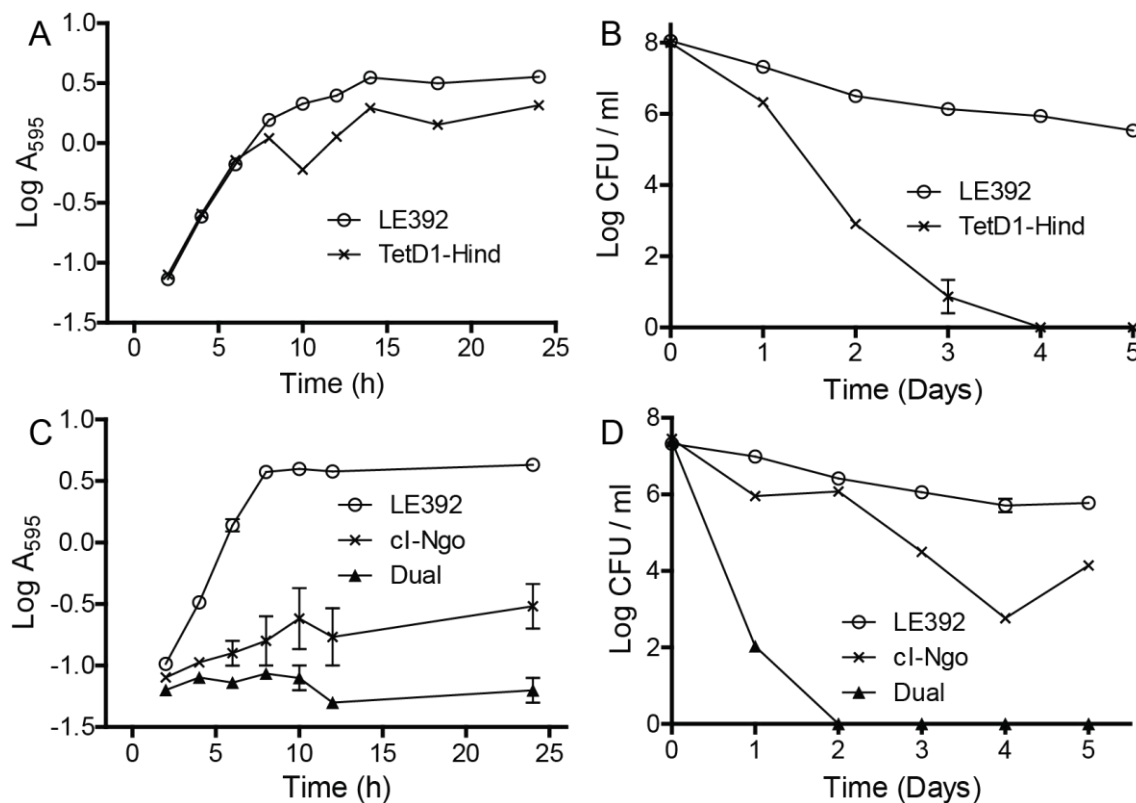 A
Log A595
1.0
0.5
0.0
-0.5
-1.0
-1.5
LE392
TetD1-Hind
0 5 10 15 20 25
Time (h)
B
Log CFU / ml
8
6
4
2
0
LE392
TetD1-Hind
0 1 2 3 4 5
Time (Days)
C
Log A595
1.0
0.5
0.0
-0.5
-1.0
-1.5
LE392
cI-Ngo
Dual
0 5 10 15 20 25
Time (h)
D
Log CFU / ml
8
6
4
2
0
LE392
cI-Ngo
Dual
0 1 2 3 4 5
Time (Days)